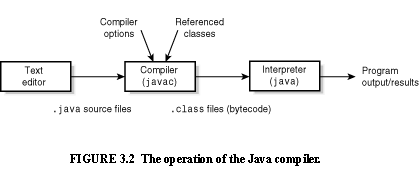 Compiler
options
Referenced
classes
Text
editor
Compiler
(javac)
Interpreter
(java)
Program
output/results
.java source files
.class files (bytecode)
FIGURE 3.2 The operation of the Java compiler.